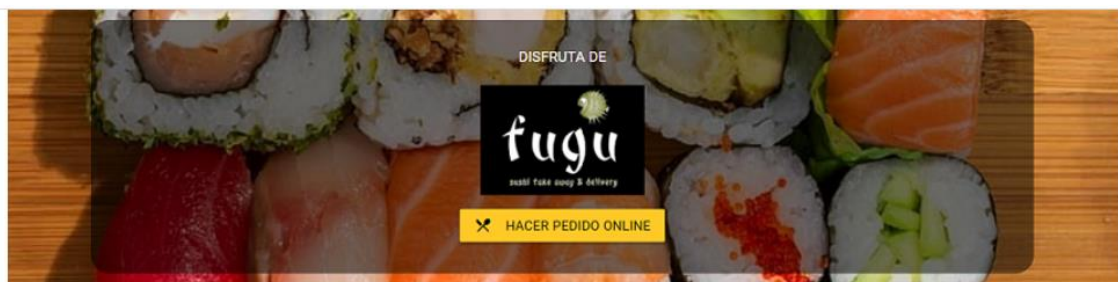 DISFRUTA DE
fugu
sushi take away & delivery
HACER PEDIDO ONLINE